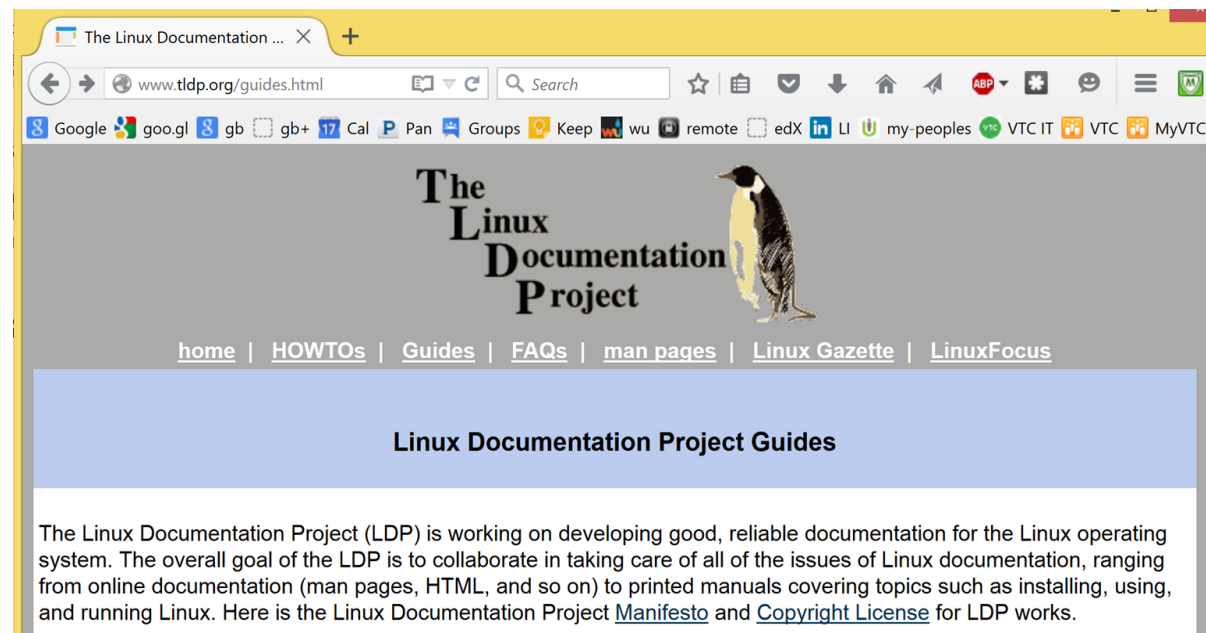 The Linux Documentation ...
www.tldp.org/guides.html
Search
ABP
Google goo.gl gb gb+ 17 Cal P Pan Groups Keep wu remote edX in LI my-peoples VTC VTC IT VTC MyVTC
The
Linux
Documentation
Project
home | HOWTOs | Guides | FAQs | man pages | Linux Gazette | LinuxFocus
Linux Documentation Project Guides
The Linux Documentation Project (LDP) is working on developing good, reliable documentation for the Linux operating
system. The overall goal of the LDP is to collaborate in taking care of all of the issues of Linux documentation, ranging
from online documentation (man pages, HTML, and so on) to printed manuals covering topics such as installing, using,
and running Linux. Here is the Linux Documentation Project Manifesto and Copyright License for LDP works.